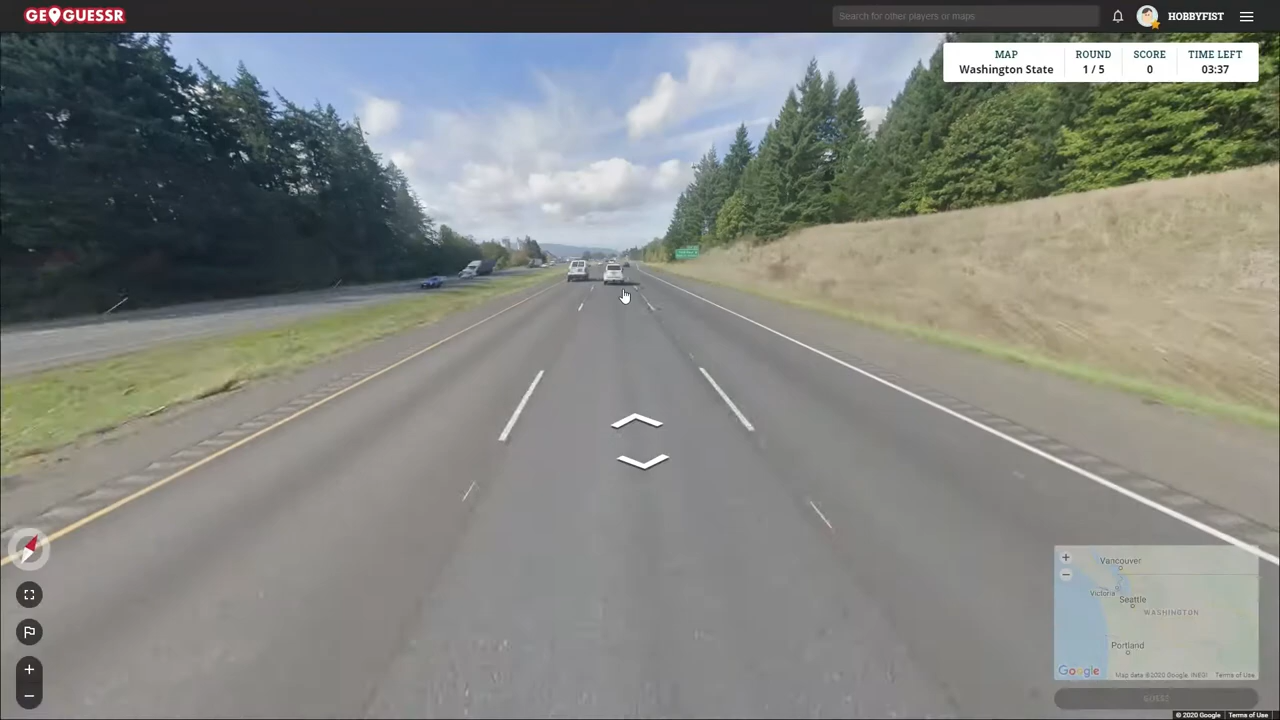 GEOGUESSR
Search for other players or maps
HOBBYFIST
MAP
Washington State
ROUND
1 / 5
SCORE
0
TIME LEFT
03:37
Vancouver
Victoria
Seattle
WASHINGTON
Portland
Google
Map data ©2020 Google, INEGI
Terms of Use
GUESS
© 2020 Google
Terms of Use